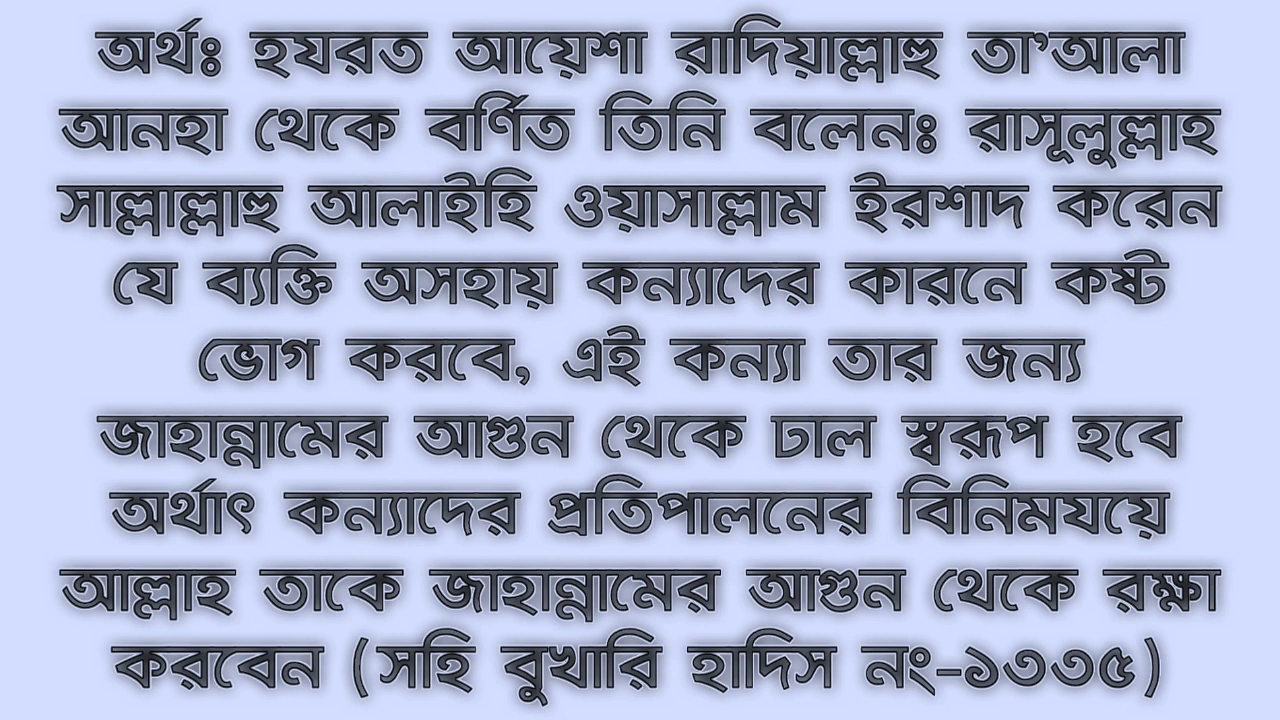 অর্থঃ হযরত আয়েশা রাদিয়াল্লাহু তা’আলা
আনহা থেকে বর্ণিত তিনি বলেনঃ রাসূলুল্লাহ
সাল্লাল্লাহু আলাইহি ওয়াসাল্লাম ইরশাদ করেন
যে ব্যক্তি অসহায় কন্যাদের কারনে কষ্ট
ভোগ করবে, এই কন্যা তার জন্য
জাহান্নামের আগুন থেকে ঢাল স্বরূপ হবে
অর্থাৎ কন্যাদের প্রতিপালনের বিনিমযয়ে
আল্লাহ তাকে জাহান্নামের আগুন থেকে রক্ষা
করবেন (সহি বুখারি হাদিস নং-১৩৩৫)